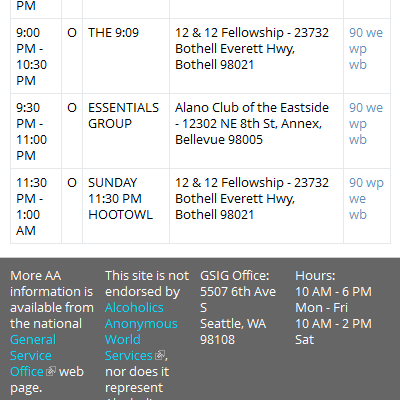 PM
9:00 O THE 9:09 12 & 12 Fellowship - 23732 90 we
PM - Bothell Everett Hwy, wp
10:30 Bothell 98021 wb
PM
9:30 O ESSENTIALS Alano Club of the Eastside 90 we
PM - GROUP - 12302 NE 8th St, Annex, wp
11:00 Bellevue 98005 wb
PM
11:30 O SUNDAY 12 & 12 Fellowship - 23732 90 wp
PM - 11:30 PM Bothell Everett Hwy, we
1:00 HOOTOWL Bothell 98021 wb
AM
More AA
information is
available from
the national
General
Service
Office web
page.
This site is not
endorsed by
Alcoholics
Anonymous
World
Services,
nor does it
represent
GSIG Office:
5507 6th Ave
S
Seattle, WA
98108
Hours:
10 AM - 6 PM
Mon - Fri
10 AM - 2 PM
Sat